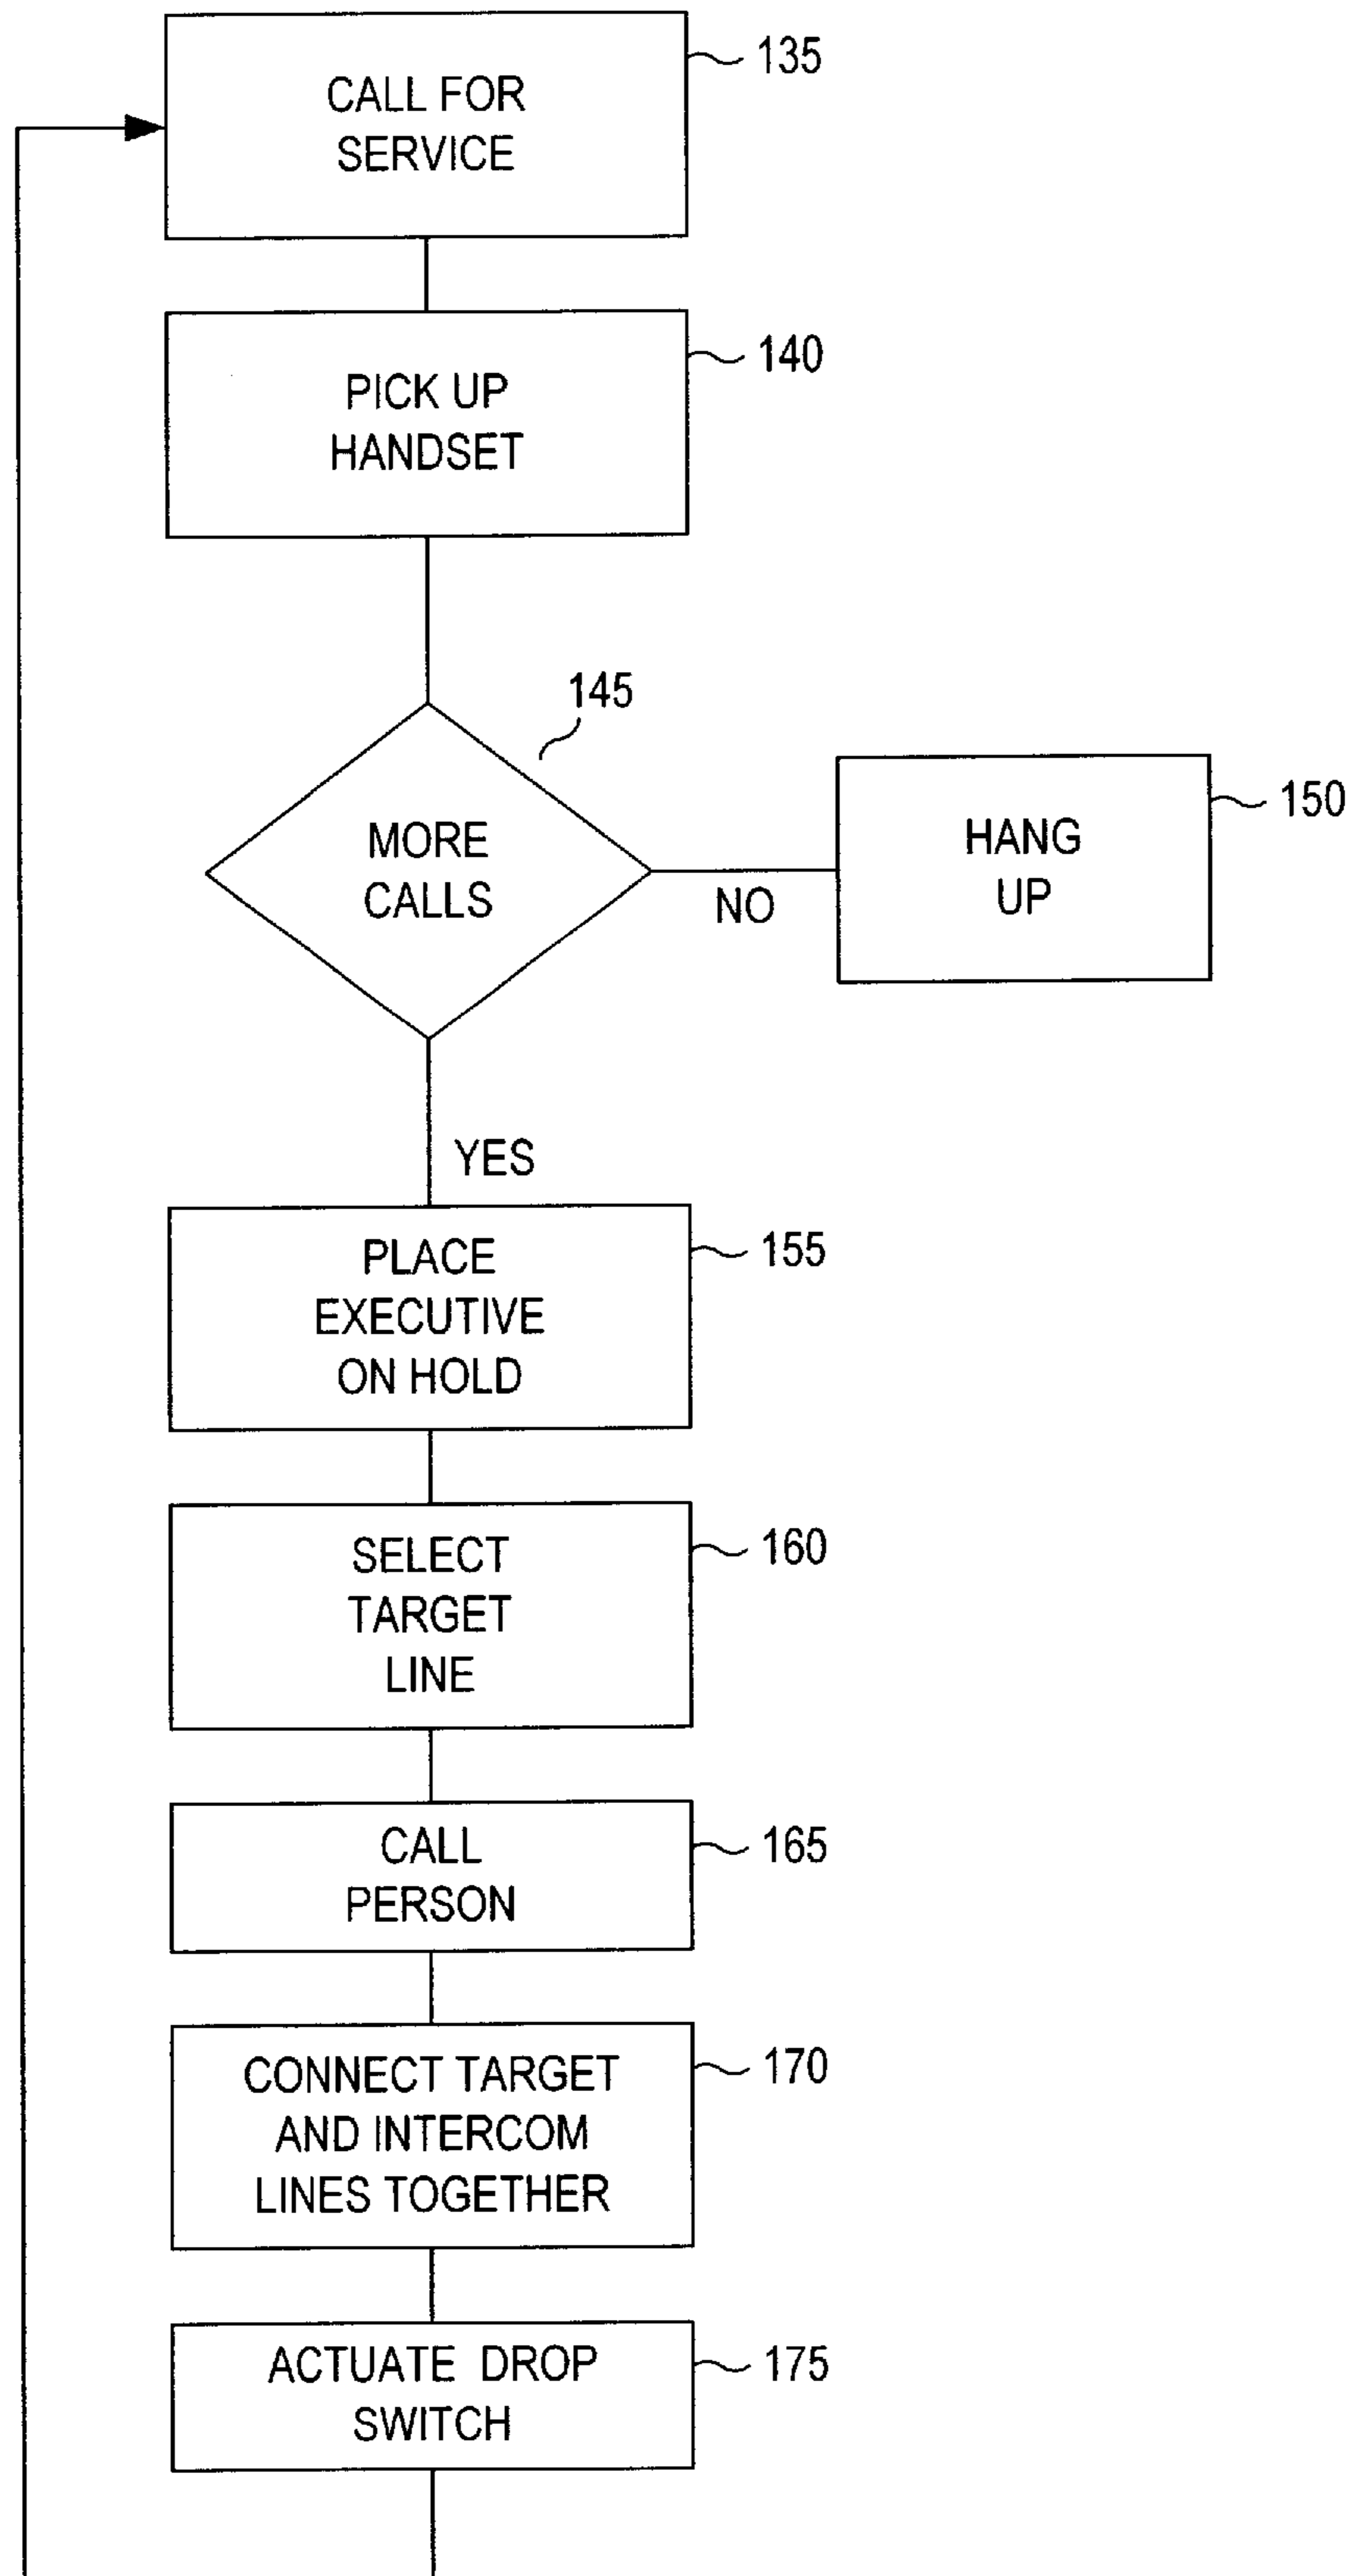 CALL FOR
SERVICE
135
PICK UP
HANDSET
140
145
MORE
CALLS
NO
HANG
UP
150
YES
PLACE
EXECUTIVE
ON HOLD
155
SELECT
TARGET
LINE
160
CALL
PERSON
165
CONNECT TARGET
AND INTERCOM
LINES TOGETHER
170
ACTUATE DROP
SWITCH
175